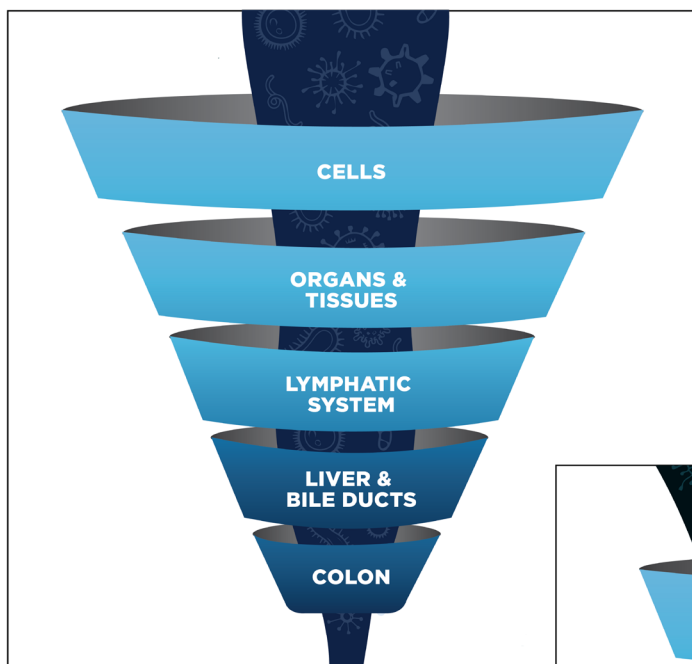 CELLS
ORGANS &
TISSUES
LYMPHATIC
SYSTEM
LIVER &
BILE DUCTS
COLON